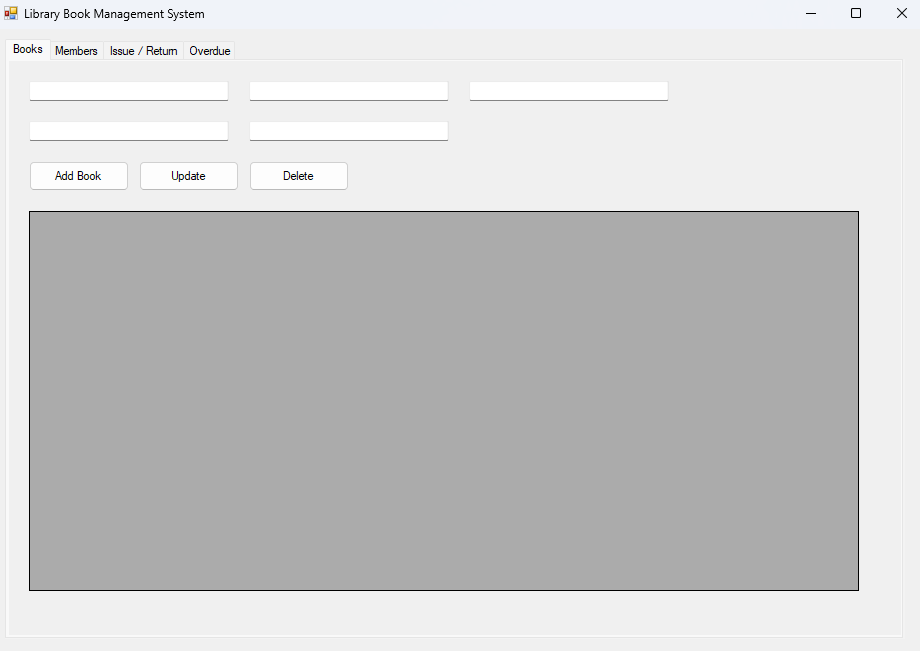 Library Book Management System
Books Members Issue / Return Overdue
Add Book Update Delete